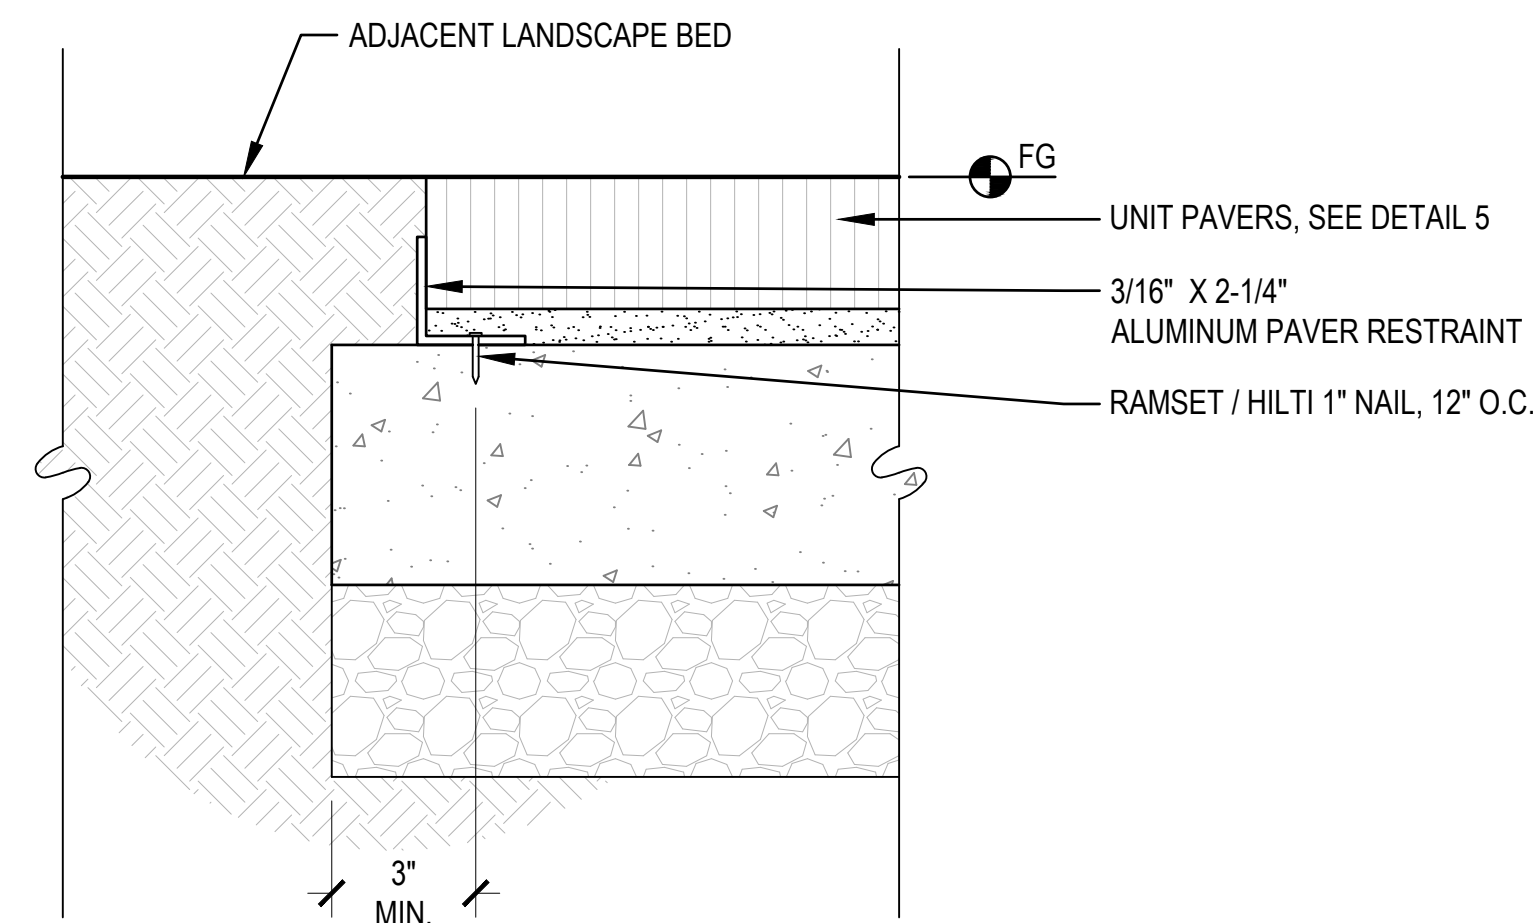 ADJACENT LANDSCAPE BED
FG
UNIT PAVERS, SEE DETAIL 5
3/16" X 2-1/4"
ALUMINUM PAVER RESTRAINT
RAMSET / HILTI 1" NAIL, 12" O.C.
3"
MIN.